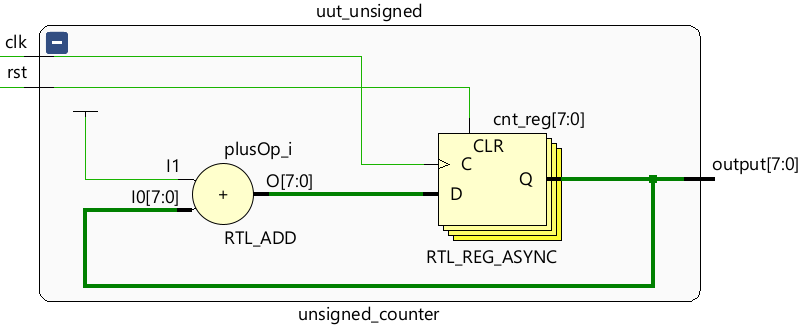 uut_unsigned
clk
rst
cnt_reg[7:0]
plusOp_i
CLR
I1
C
output[7:0]
I0[7:0]
+
O[7:0]
D
Q
RTL_ADD
RTL_REG_ASYNC
unsigned_counter